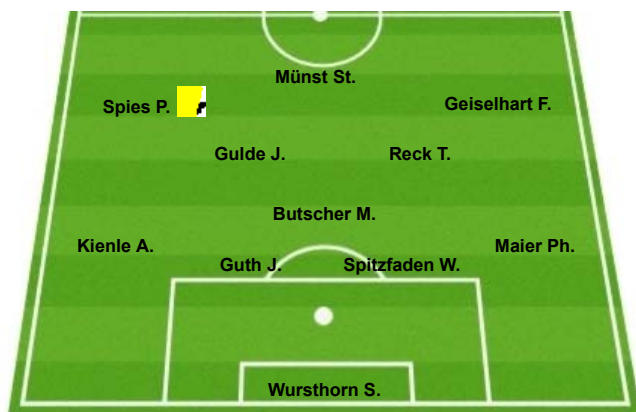 Münst St.
Spies P.
Geiselhart F.
Gulde J.
Reck T.
Butscher M.
Kienle A.
Maier Ph.
Guth J.
Spitzfaden W.
Wursthorn S.